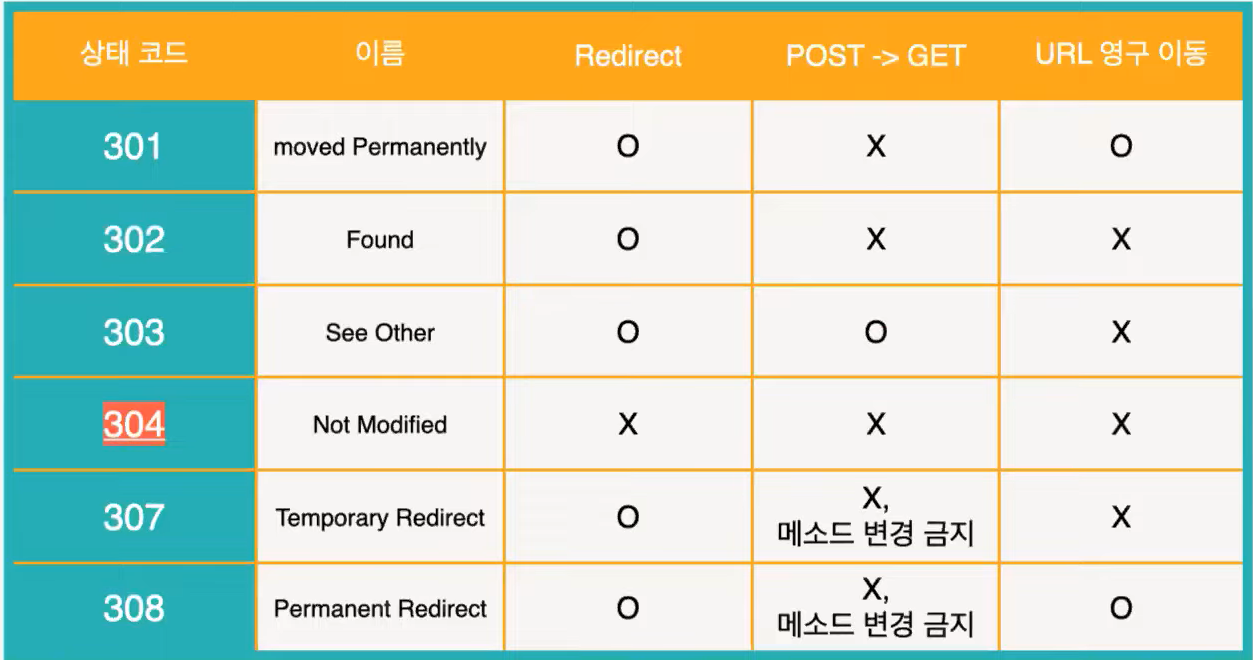 상태 코드 이름 Redirect POST -> GET URL 영구 이동
301 moved Permanently O X O
302 Found O X X
303 See Other O O X
304 Not Modified X X X
307 Temporary Redirect O X, 메소드 변경 금지 X
308 Permanent Redirect O X, 메소드 변경 금지 O